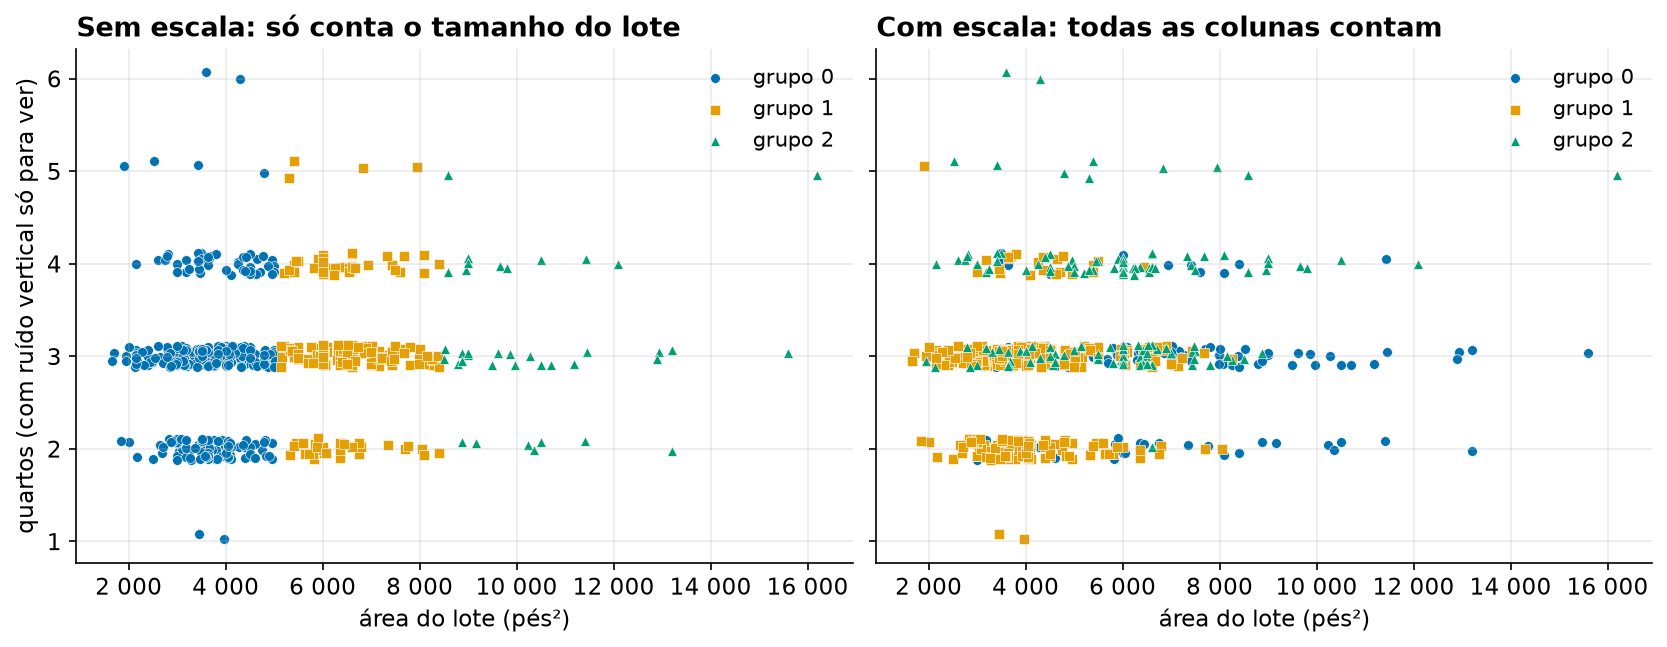 Sem escala: só conta o tamanho do lote
quartos (com ruído vertical só para ver)
6
5
4
3
2
1
2 000 4 000 6 000 8 000 10 000 12 000 14 000 16 000
área do lote (pés²)
grupo 0
grupo 1
grupo 2
Com escala: todas as colunas contam
grupo 0
grupo 1
grupo 2
2 000 4 000 6 000 8 000 10 000 12 000 14 000 16 000
área do lote (pés²)